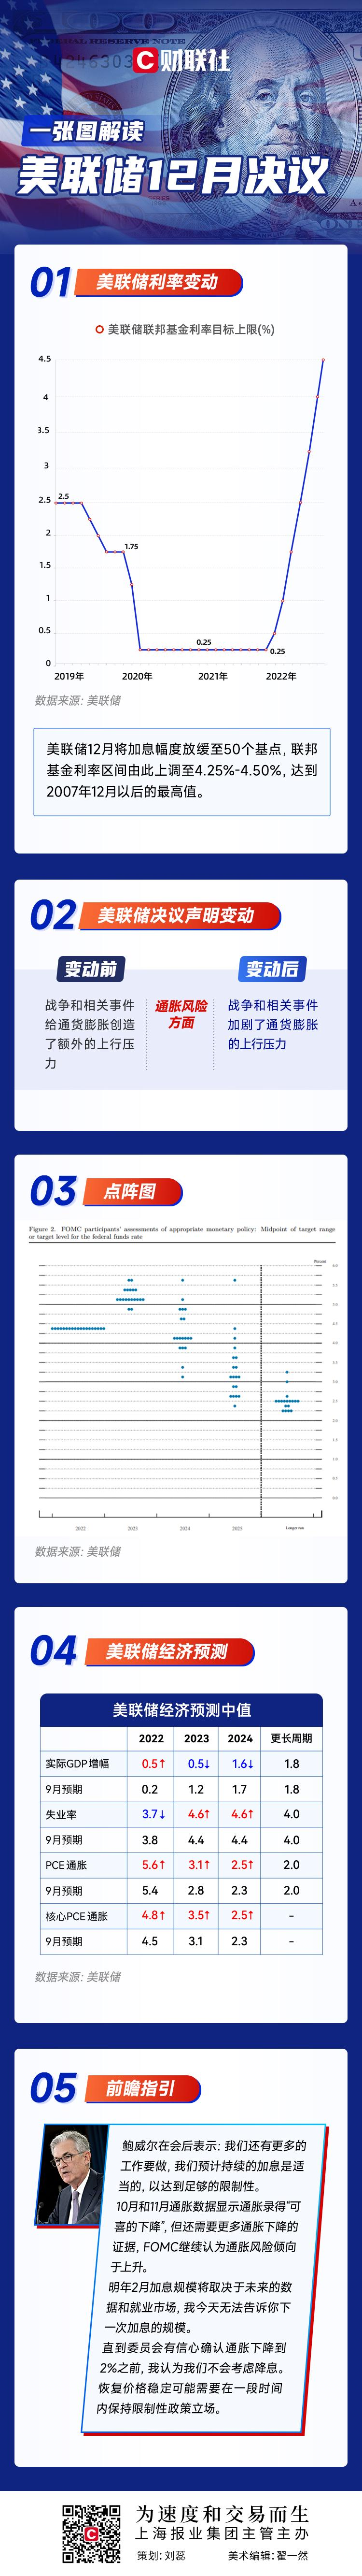 FEDERAL RESERVE NOTE
财联社
一张图解读
美联储12月决议
01 美联储利率变动
美联储联邦基金利率目标上限(%)
4.5
4
3.5
3
2.5
2
1.5
1
0.5
0
2.5
1.75
0.25
0.25
2019年 2020年 2021年 2022年
数据来源：美联储
美联储12月将加息幅度放缓至50个基点，联邦
基金利率区间由此上调至4.25%-4.50%，达到
2007年12月以后的最高值。
02 美联储决议声明变动
变动前
战争和相关事件
给通货膨胀创造
了额外的上行压
力
通胀风险
方面
变动后
战争和相关事件
加剧了通货膨胀
的上行压力
03 点阵图
Figure 2. FOMC participants' assessments of appropriate monetary policy: Midpoint of target range
or target level for the federal funds rate
Percent
2022 2023 2024 2025 Longer run
数据来源：美联储
04 美联储经济预测
美联储经济预测中值
2022 2023 2024 更长周期
实际GDP增幅 0.5↑ 0.5↓ 1.6↓ 1.8
9月预期 0.2 1.2 1.7 1.8
失业率 3.7↓ 4.6↑ 4.6↑ 4.0
9月预期 3.8 4.4 4.4 4.0
PCE通胀 5.6↑ 3.1↑ 2.5↑ 2.0
9月预期 5.4 2.8 2.3 2.0
核心PCE通胀 4.8↑ 3.5↑ 2.5↑ -
9月预期 4.5 3.1 2.3 -
数据来源：美联储
05 前瞻指引
鲍威尔在会后表示：我们还有更多的
工作要做，我们预计持续的加息是适
当的，以达到足够的限制性。
10月和11月通胀数据显示通胀录得“可
喜的下降”，但还需要更多通胀下降的
证据，FOMC继续认为通胀风险倾向
于上升。
明年2月加息规模将取决于未来的数
据和就业市场，我今天无法告诉你下
一次加息的规模。
直到委员会有信心确认通胀下降到
2%之前，我认为我们不会考虑降息。
恢复价格稳定可能需要在一段时间
内保持限制性政策立场。
为速度和交易而生
上海报业集团主管主办
策划：刘蕊 美术编辑：翟一然